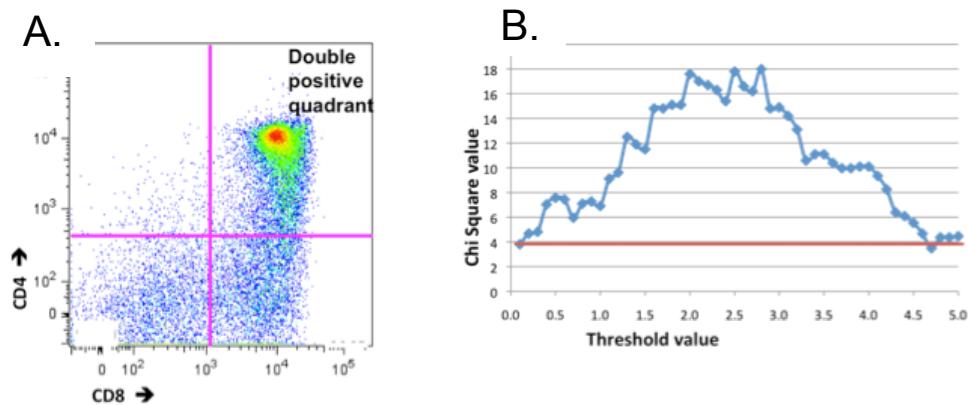 A.
Double
positive
quadrant
10^4
10^3
10^2
0
CD4 ➔
0 10^2 10^3 10^4 10^5
CD8 ➔
B.
18
16
14
12
10
8
6
4
2
0
Chi Square value
0.0 0.5 1.0 1.5 2.0 2.5 3.0 3.5 4.0 4.5 5.0
Threshold value